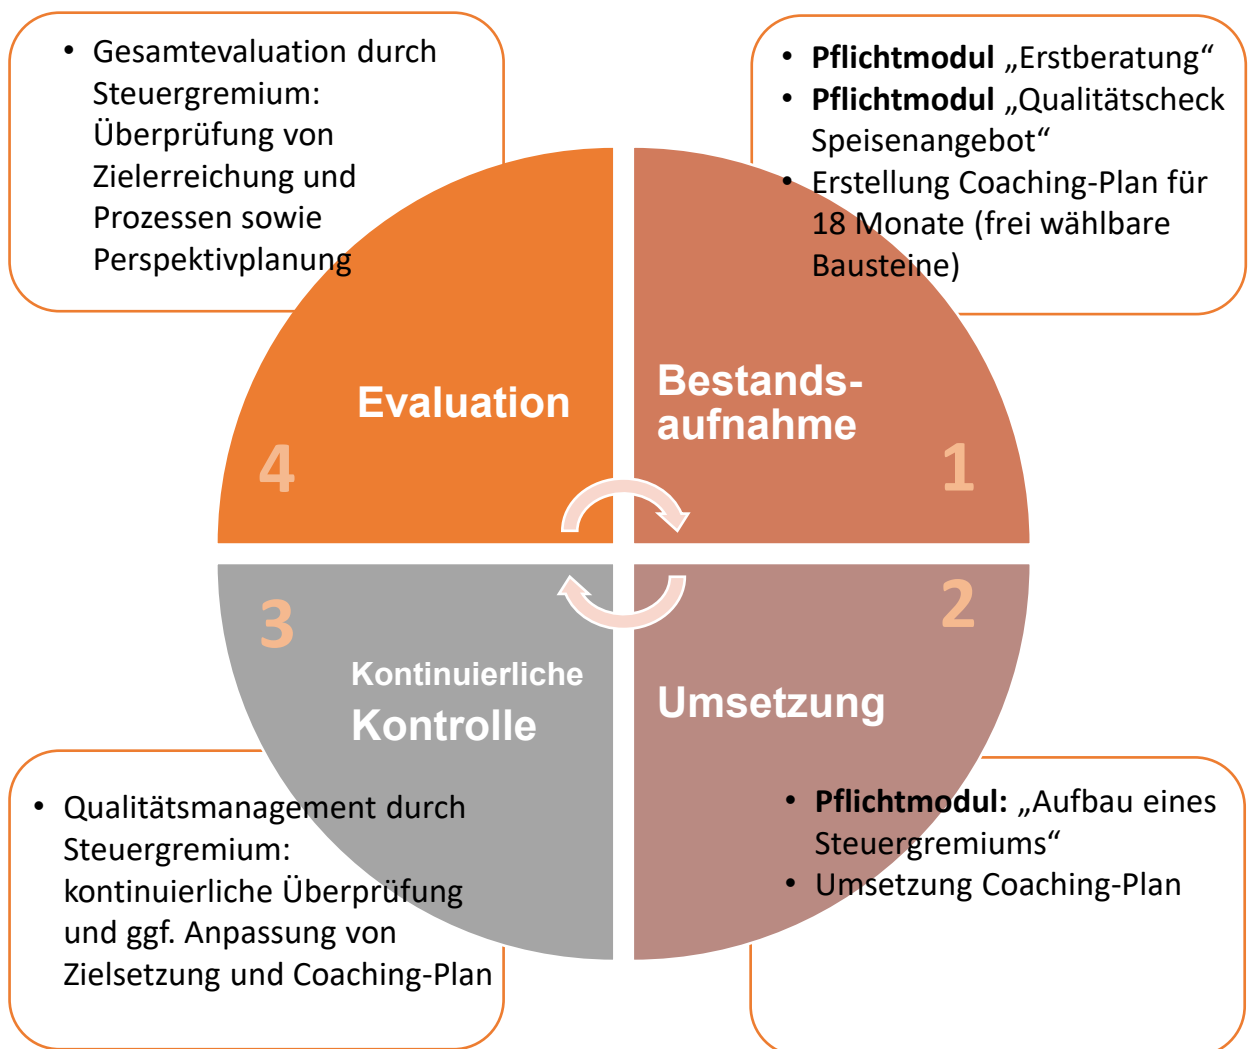 • Gesamtevaluation durch
Steuergremium:
Überprüfung von
Zielerreichung und
Prozessen sowie
Perspektivplanung
• Pflichtmodul „Erstberatung“
• Pflichtmodul „Qualitätscheck
Speisenangebot“
• Erstellung Coaching-Plan für
18 Monate (frei wählbare
Bausteine)
Evaluation
4
Bestands-
aufnahme
1
3
Kontinuierliche
Kontrolle
2
Umsetzung
• Qualitätsmanagement durch
Steuergremium:
kontinuierliche Überprüfung
und ggf. Anpassung von
Zielsetzung und Coaching-Plan
• Pflichtmodul: „Aufbau eines
Steuergremiums“
• Umsetzung Coaching-Plan